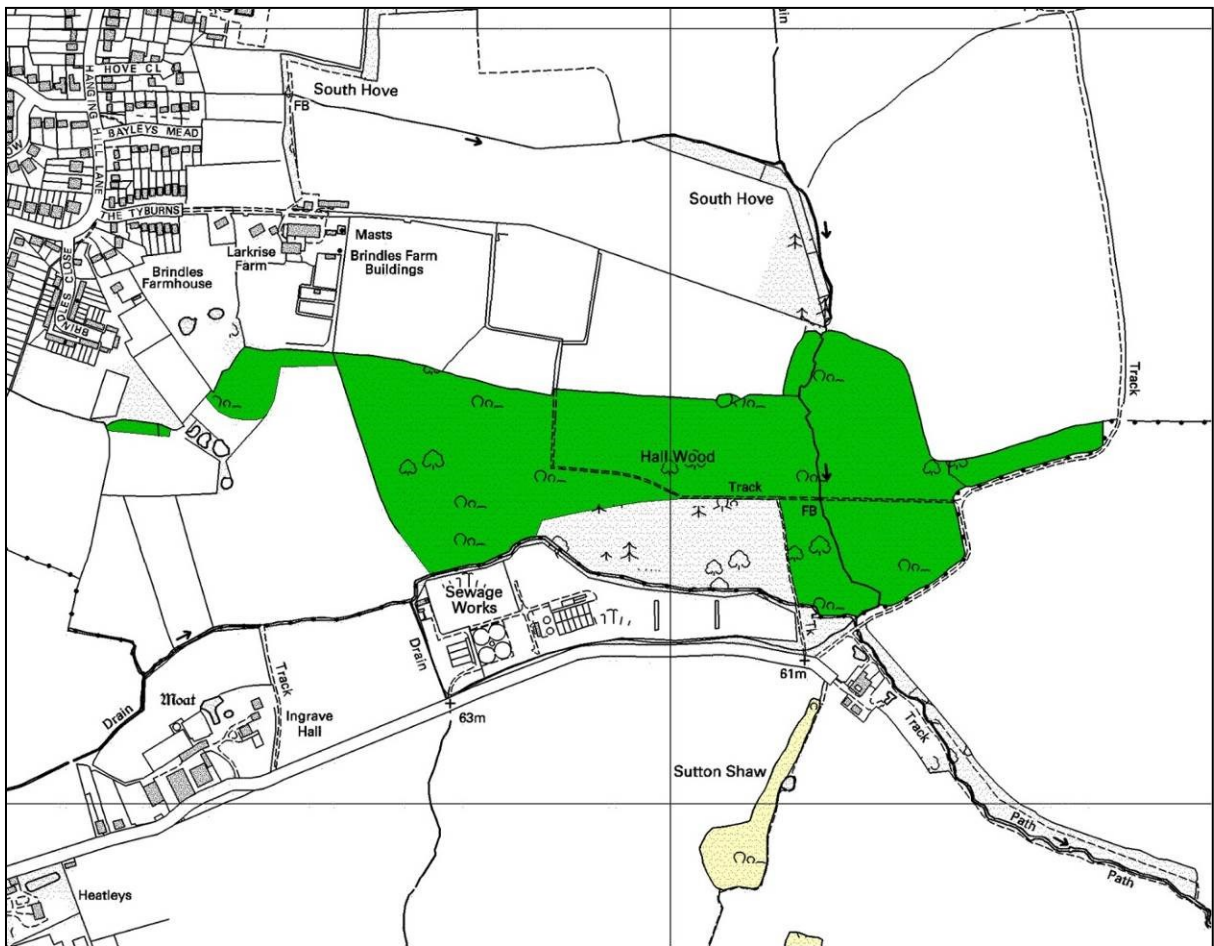 HOVE CL
South Hove
FB
HANGING HILL LANE
BAYLEYS MEAD
South Hove
THE TYBURNS
Masts
Larkrise
Farm
Brindles Farm
Buildings
Brindles
Farmhouse
BRINDLES CLOSE
Track
Hall Wood
Track
FB
Sewage
Works
Tk
Drain
61m
Track
Moat
Ingrave
Hall
63m
Drain
Track
Sutton Shaw
Path
Path
Heatleys